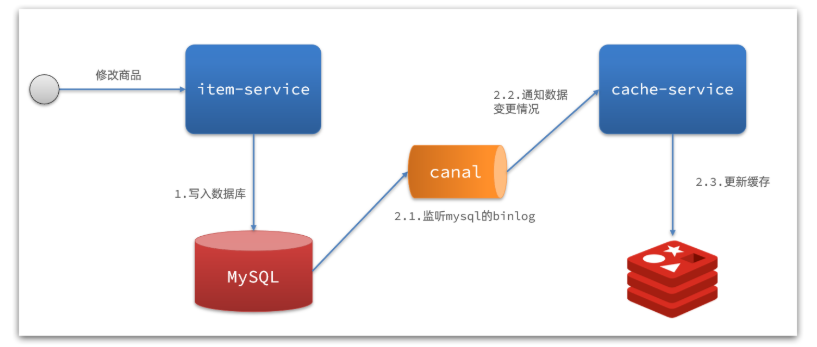 修改商品
item-service
1.写入数据库
MySQL
canal
2.1.监听mysql的binlog
2.2.通知数据
变更情况
cache-service
2.3.更新缓存